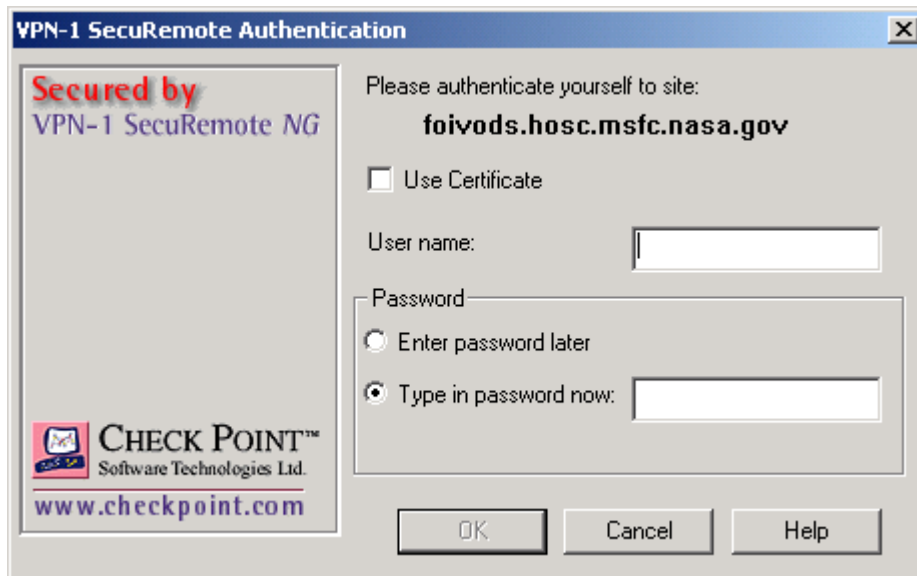 VPN-1 SecuRemote Authentication
Secured by
VPN-1 SecuRemote NG
CHECK POINT™
Software Technologies Ltd.
www.checkpoint.com
Please authenticate yourself to site:
foivods.hosc.msfc.nasa.gov
Use Certificate
User name:
Password
Enter password later
Type in password now:
OK
Cancel
Help